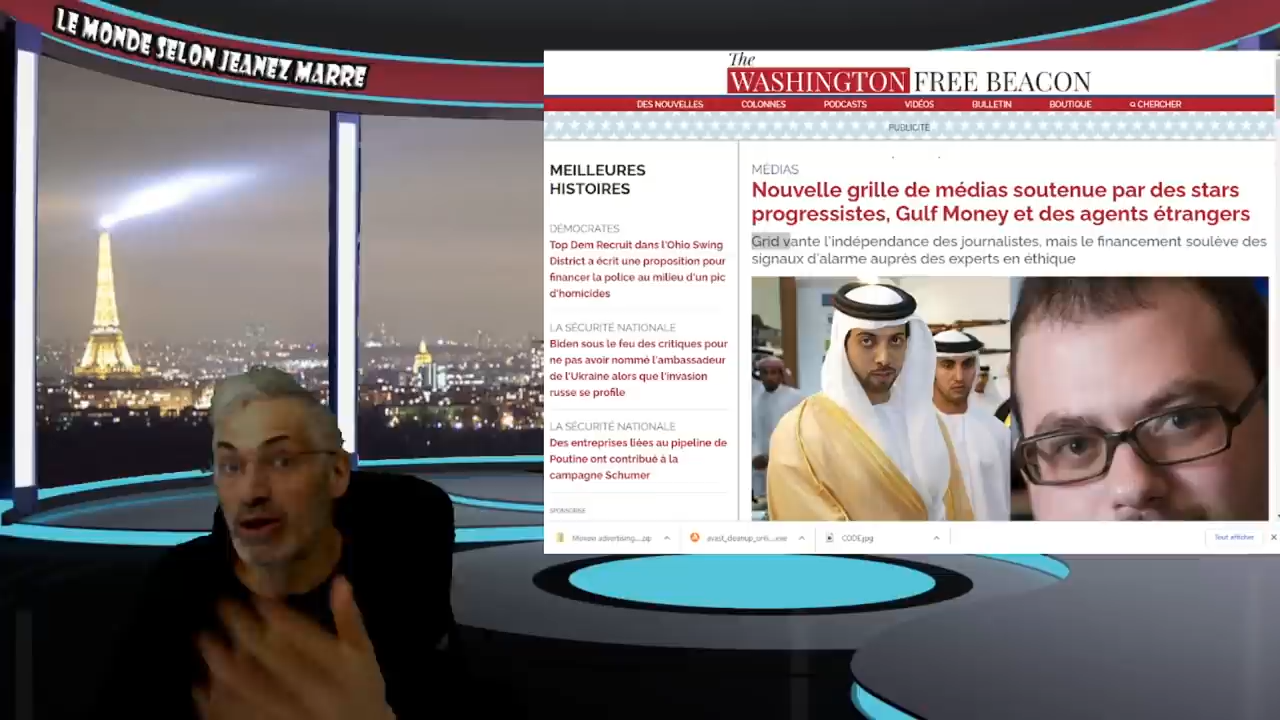 LE MONDE SELON JEANEZ MARRE
The
WASHINGTON FREE BEACON
DES NOUVELLES COLONNES PODCASTS VIDÉOS BULLETIN BOUTIQUE CHERCHER
PUBLICITÉ
MEILLEURES
HISTOIRES
DÉMOCRATES
Top Dem Recruit dans l'Ohio Swing
District a écrit une proposition pour
financer la police au milieu d'un pic
d'homicides
LA SÉCURITÉ NATIONALE
Biden sous le feu des critiques pour
ne pas avoir nommé l'ambassadeur
de l'Ukraine alors que l'invasion
russe se profile
LA SÉCURITÉ NATIONALE
Des entreprises liées au pipeline de
Poutine ont contribué à la
campagne Schumer
SPONSORISÉ
MÉDIAS
Nouvelle grille de médias soutenue par des stars
progressistes, Gulf Money et des agents étrangers
Grid vante l'indépendance des journalistes, mais le financement soulève des
signaux d'alarme auprès des experts en éthique
CODE.jpg
Tout afficher